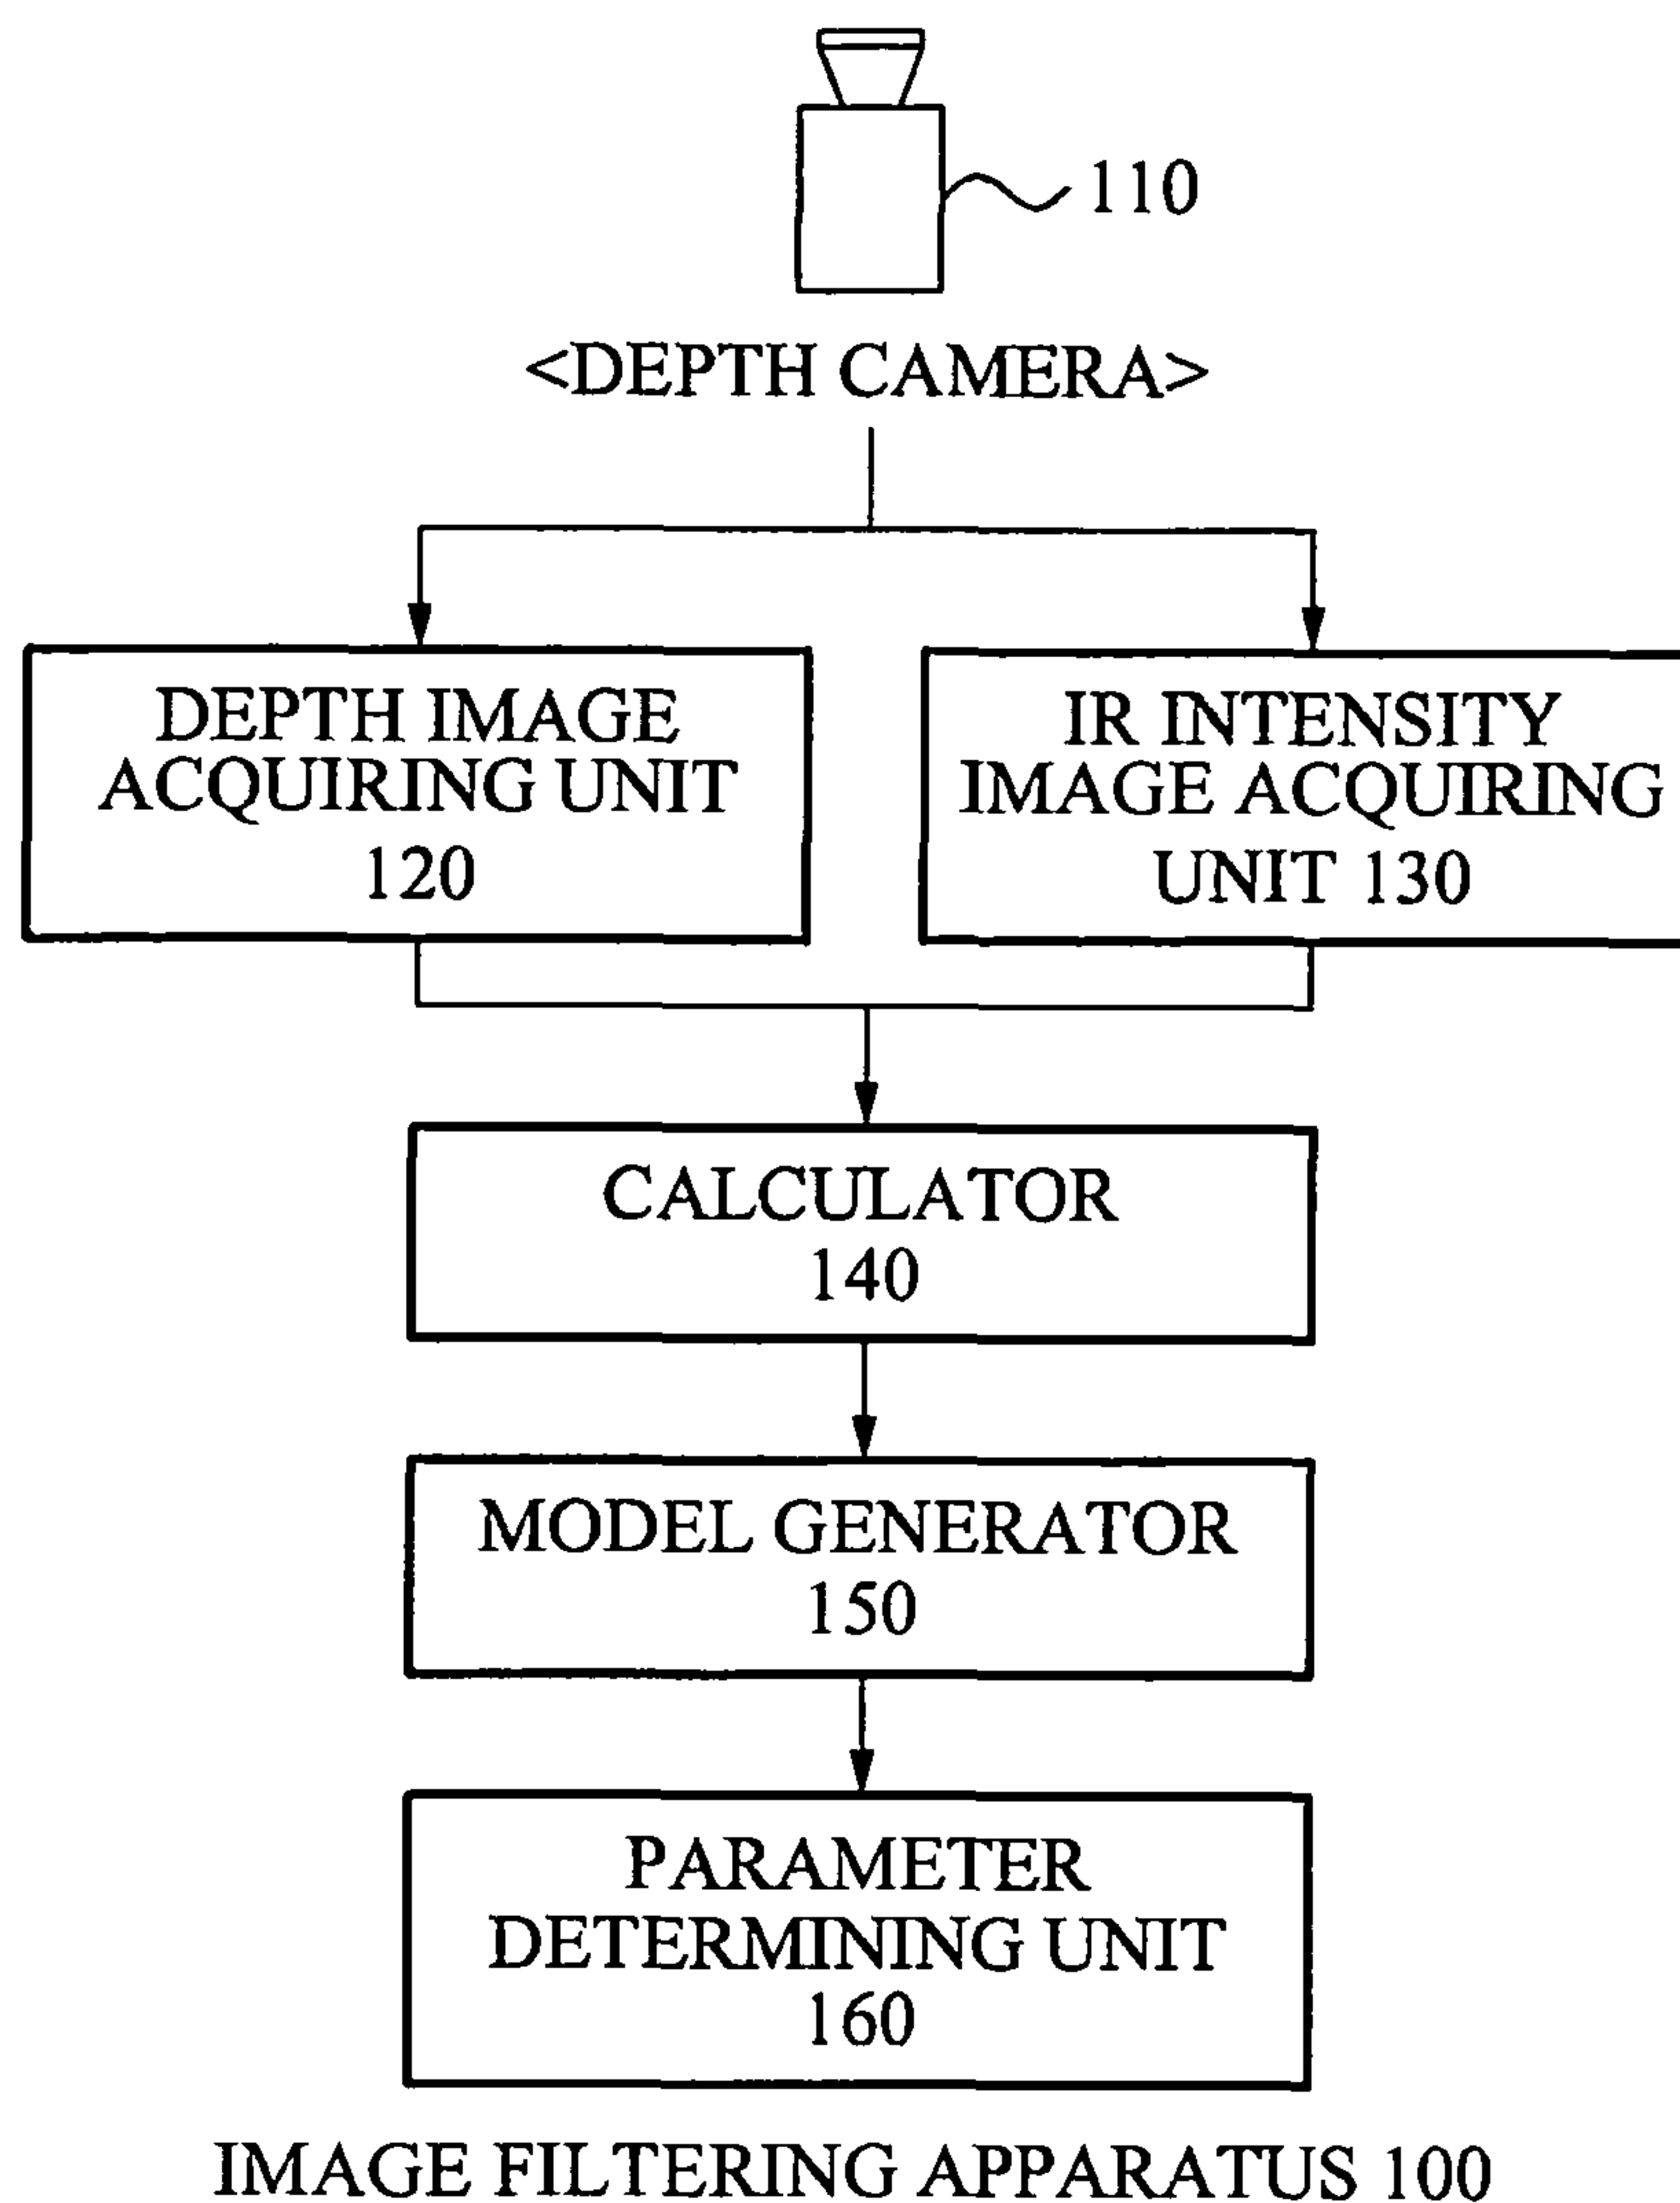 110
<DEPTH CAMERA>
DEPTH IMAGE
ACQUIRING UNIT
120
IR INTENSITY
IMAGE ACQUIRING
UNIT 130
CALCULATOR
140
MODEL GENERATOR
150
PARAMETER
DETERMINING UNIT
160
IMAGE FILTERING APPARATUS 100